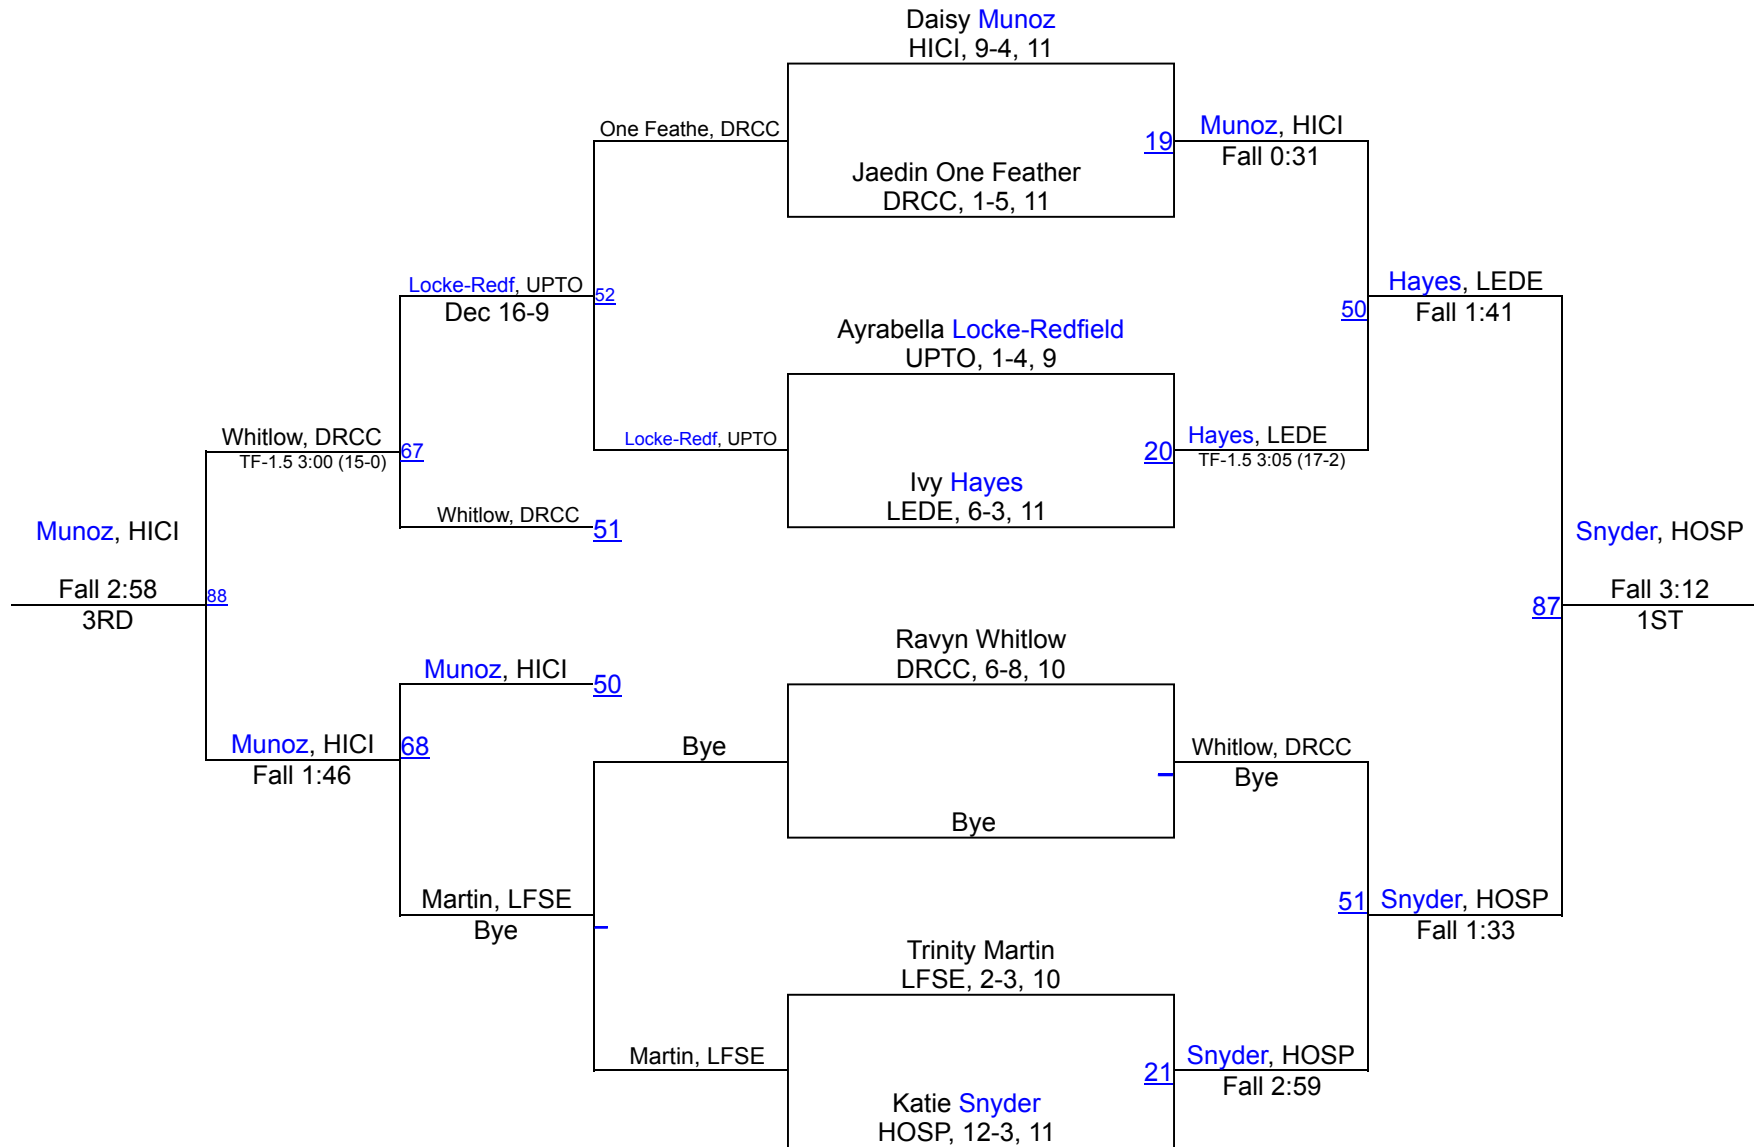 Daisy Munoz
HICI, 9-4, 11
One Feathe, DRCC
19
Munoz, HICI
Fall 0:31
Jaedin One Feather
DRCC, 1-5, 11
Locke-Redf, UPTO
Dec 16-9
52
Ayrabella Locke-Redfield
UPTO, 1-4, 9
50
Hayes, LEDE
Fall 1:41
Whitlow, DRCC
TF-1.5 3:00 (15-0)
67
Locke-Redf, UPTO
20
Hayes, LEDE
TF-1.5 3:05 (17-2)
Ivy Hayes
LEDE, 6-3, 11
Whitlow, DRCC
51
Munoz, HICI
Fall 2:58
3RD
88
Snyder, HOSP
Fall 3:12
1ST
87
Ravyn Whitlow
DRCC, 6-8, 10
Munoz, HICI
50
Munoz, HICI
Fall 1:46
68
Bye
Whitlow, DRCC
Bye
Bye
Martin, LFSE
Bye
51
Snyder, HOSP
Fall 1:33
Trinity Martin
LFSE, 2-3, 10
Martin, LFSE
21
Snyder, HOSP
Fall 2:59
Katie Snyder
HOSP, 12-3, 11